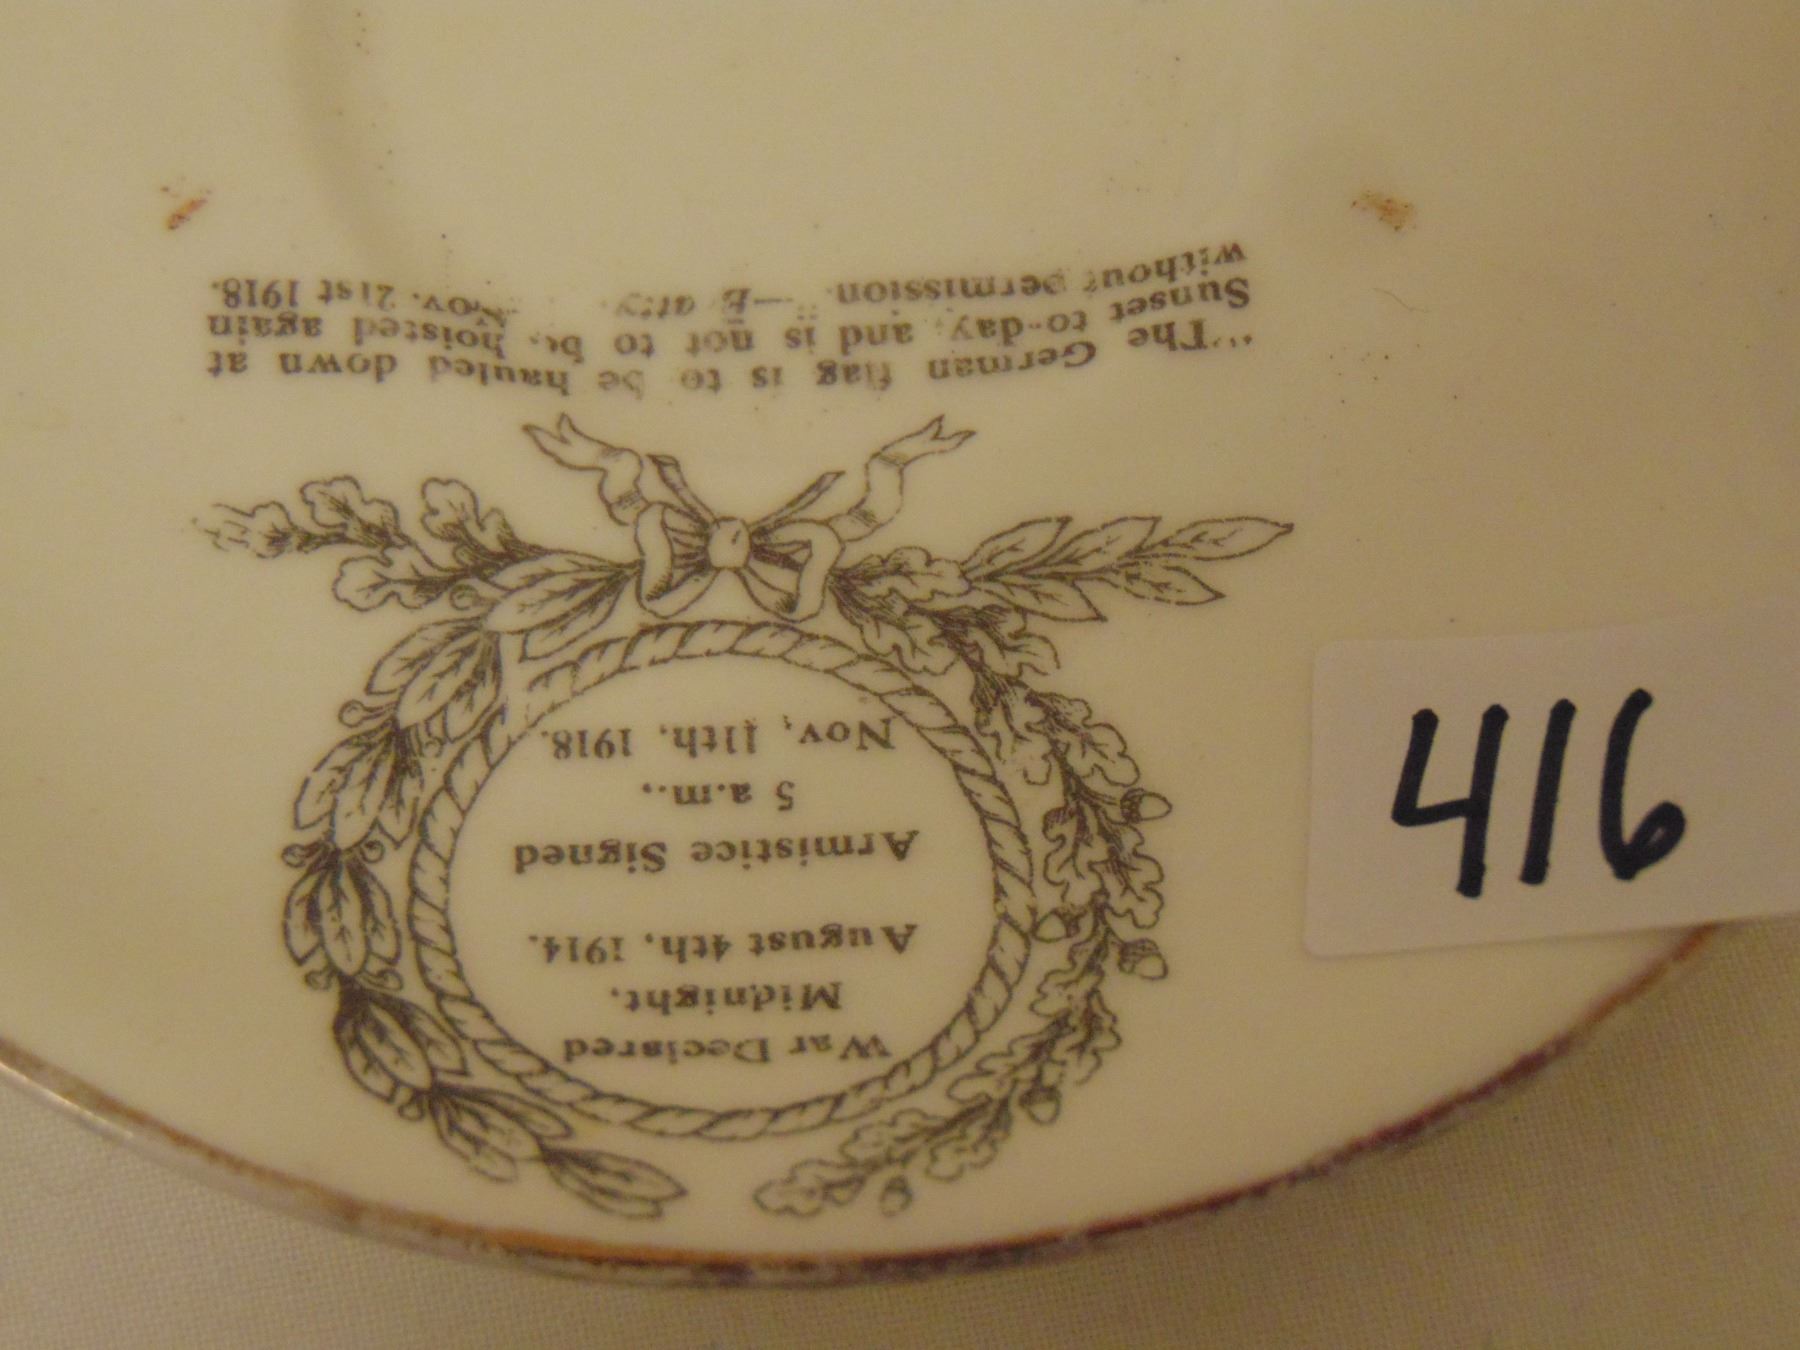 War Declared
Midnight,
August 4th, 1914.
Armistice Signed
5 a.m.,
Nov, 11th, 1918.
"The German flag is to be hauled down at
Sunset to-day, and is not to be hoisted again
without permission."—Beatty. Nov. 21st 1918.
416